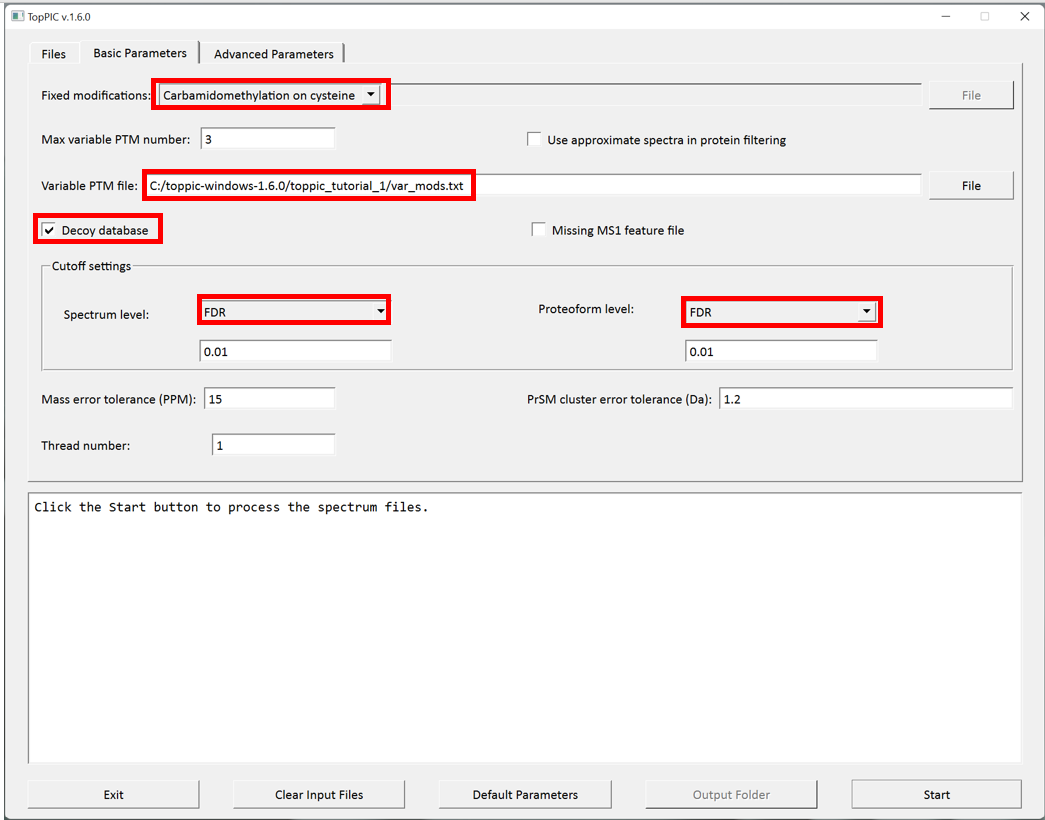 TopPIC v.1.6.0
Files Basic Parameters Advanced Parameters
Fixed modifications: Carbamidomethylation on cysteine File
Max variable PTM number: 3 Use approximate spectra in protein filtering
Variable PTM file: C:/toppic-windows-1.6.0/toppic_tutorial_1/var_mods.txt File
Decoy database Missing MS1 feature file
Cutoff settings
Spectrum level: FDR Proteoform level: FDR
0.01 0.01
Mass error tolerance (PPM): 15 PrSM cluster error tolerance (Da): 1.2
Thread number: 1
Click the Start button to process the spectrum files.
Exit Clear Input Files Default Parameters Output Folder Start